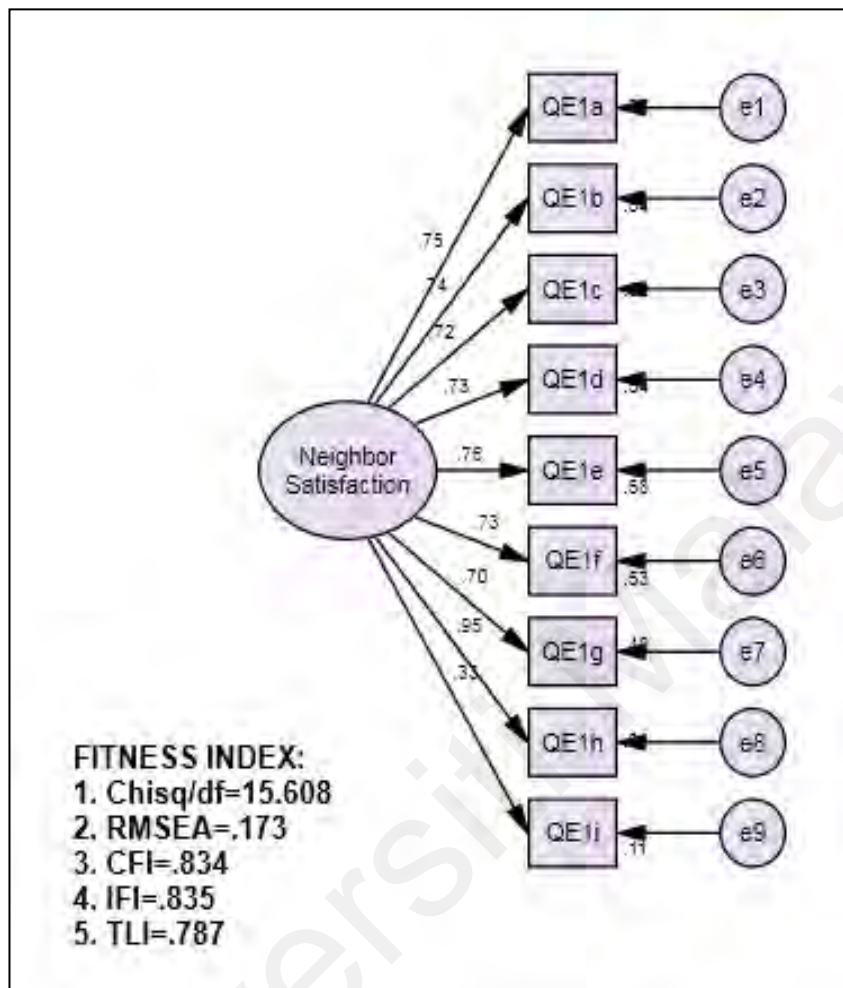 QE1a
e1
QE1b
e2
.75
.74
QE1c
e3
.72
.73
QE1d
e4
Neighbor
Satisfaction
.76
QE1e
.58
e5
.73
QE1f
.53
e6
.70
QE1g
e7
.95
.33
QE1h
e8
QE1i
.11
e9
FITNESS INDEX:
1. Chisq/df=15.608
2. RMSEA=.173
3. CFI=.834
4. IFI=.835
5. TLI=.787